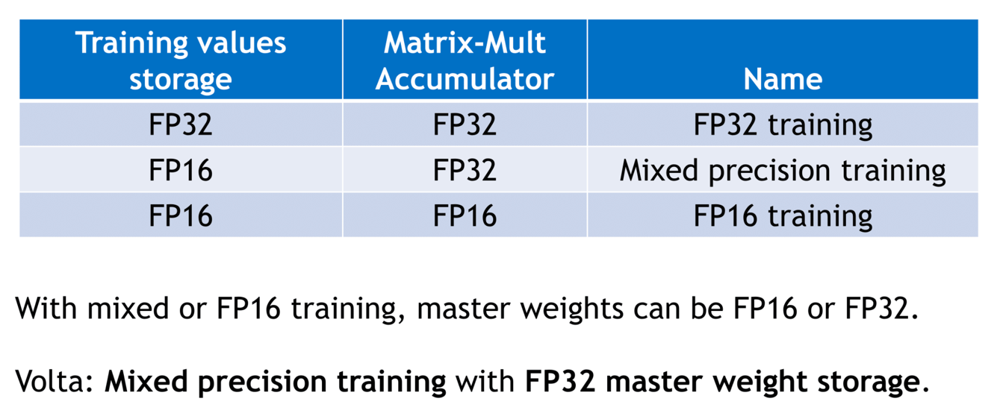 Training values storage | Matrix-Mult Accumulator | Name
FP32 | FP32 | FP32 training
FP16 | FP32 | Mixed precision training
FP16 | FP16 | FP16 training
With mixed or FP16 training, master weights can be FP16 or FP32.
Volta: Mixed precision training with FP32 master weight storage.